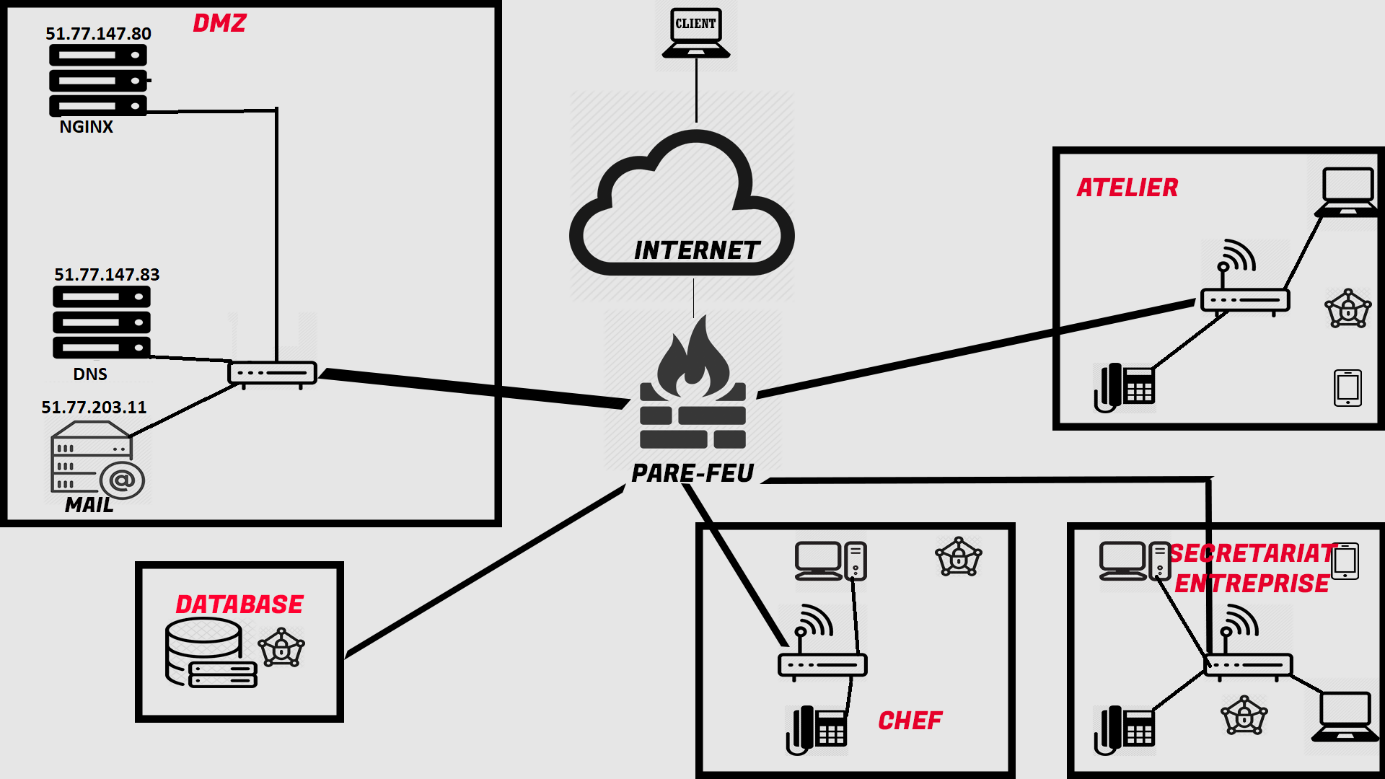 DMZ
51.77.147.80
NGINX
51.77.147.83
DNS
51.77.203.11
@
MAIL
CLIENT
INTERNET
PARE-FEU
ATELIER
DATABASE
CHEF
SECRETARIAT
ENTREPRISE